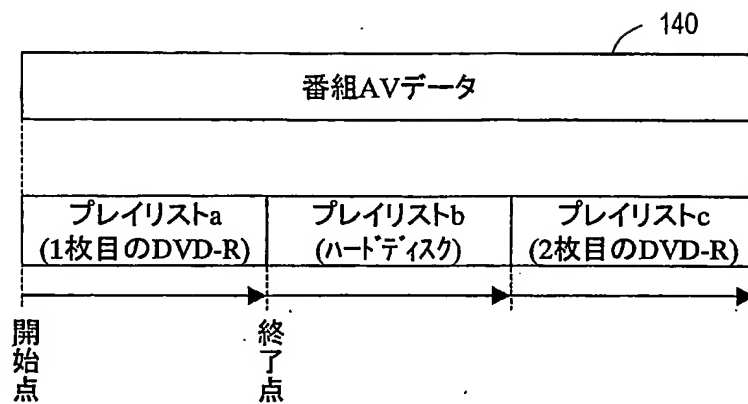 140
番組AVデータ
プレイリストa
(1枚目のDVD-R)
プレイリストb
(ハードディスク)
プレイリストc
(2枚目のDVD-R)
開始点
終了点